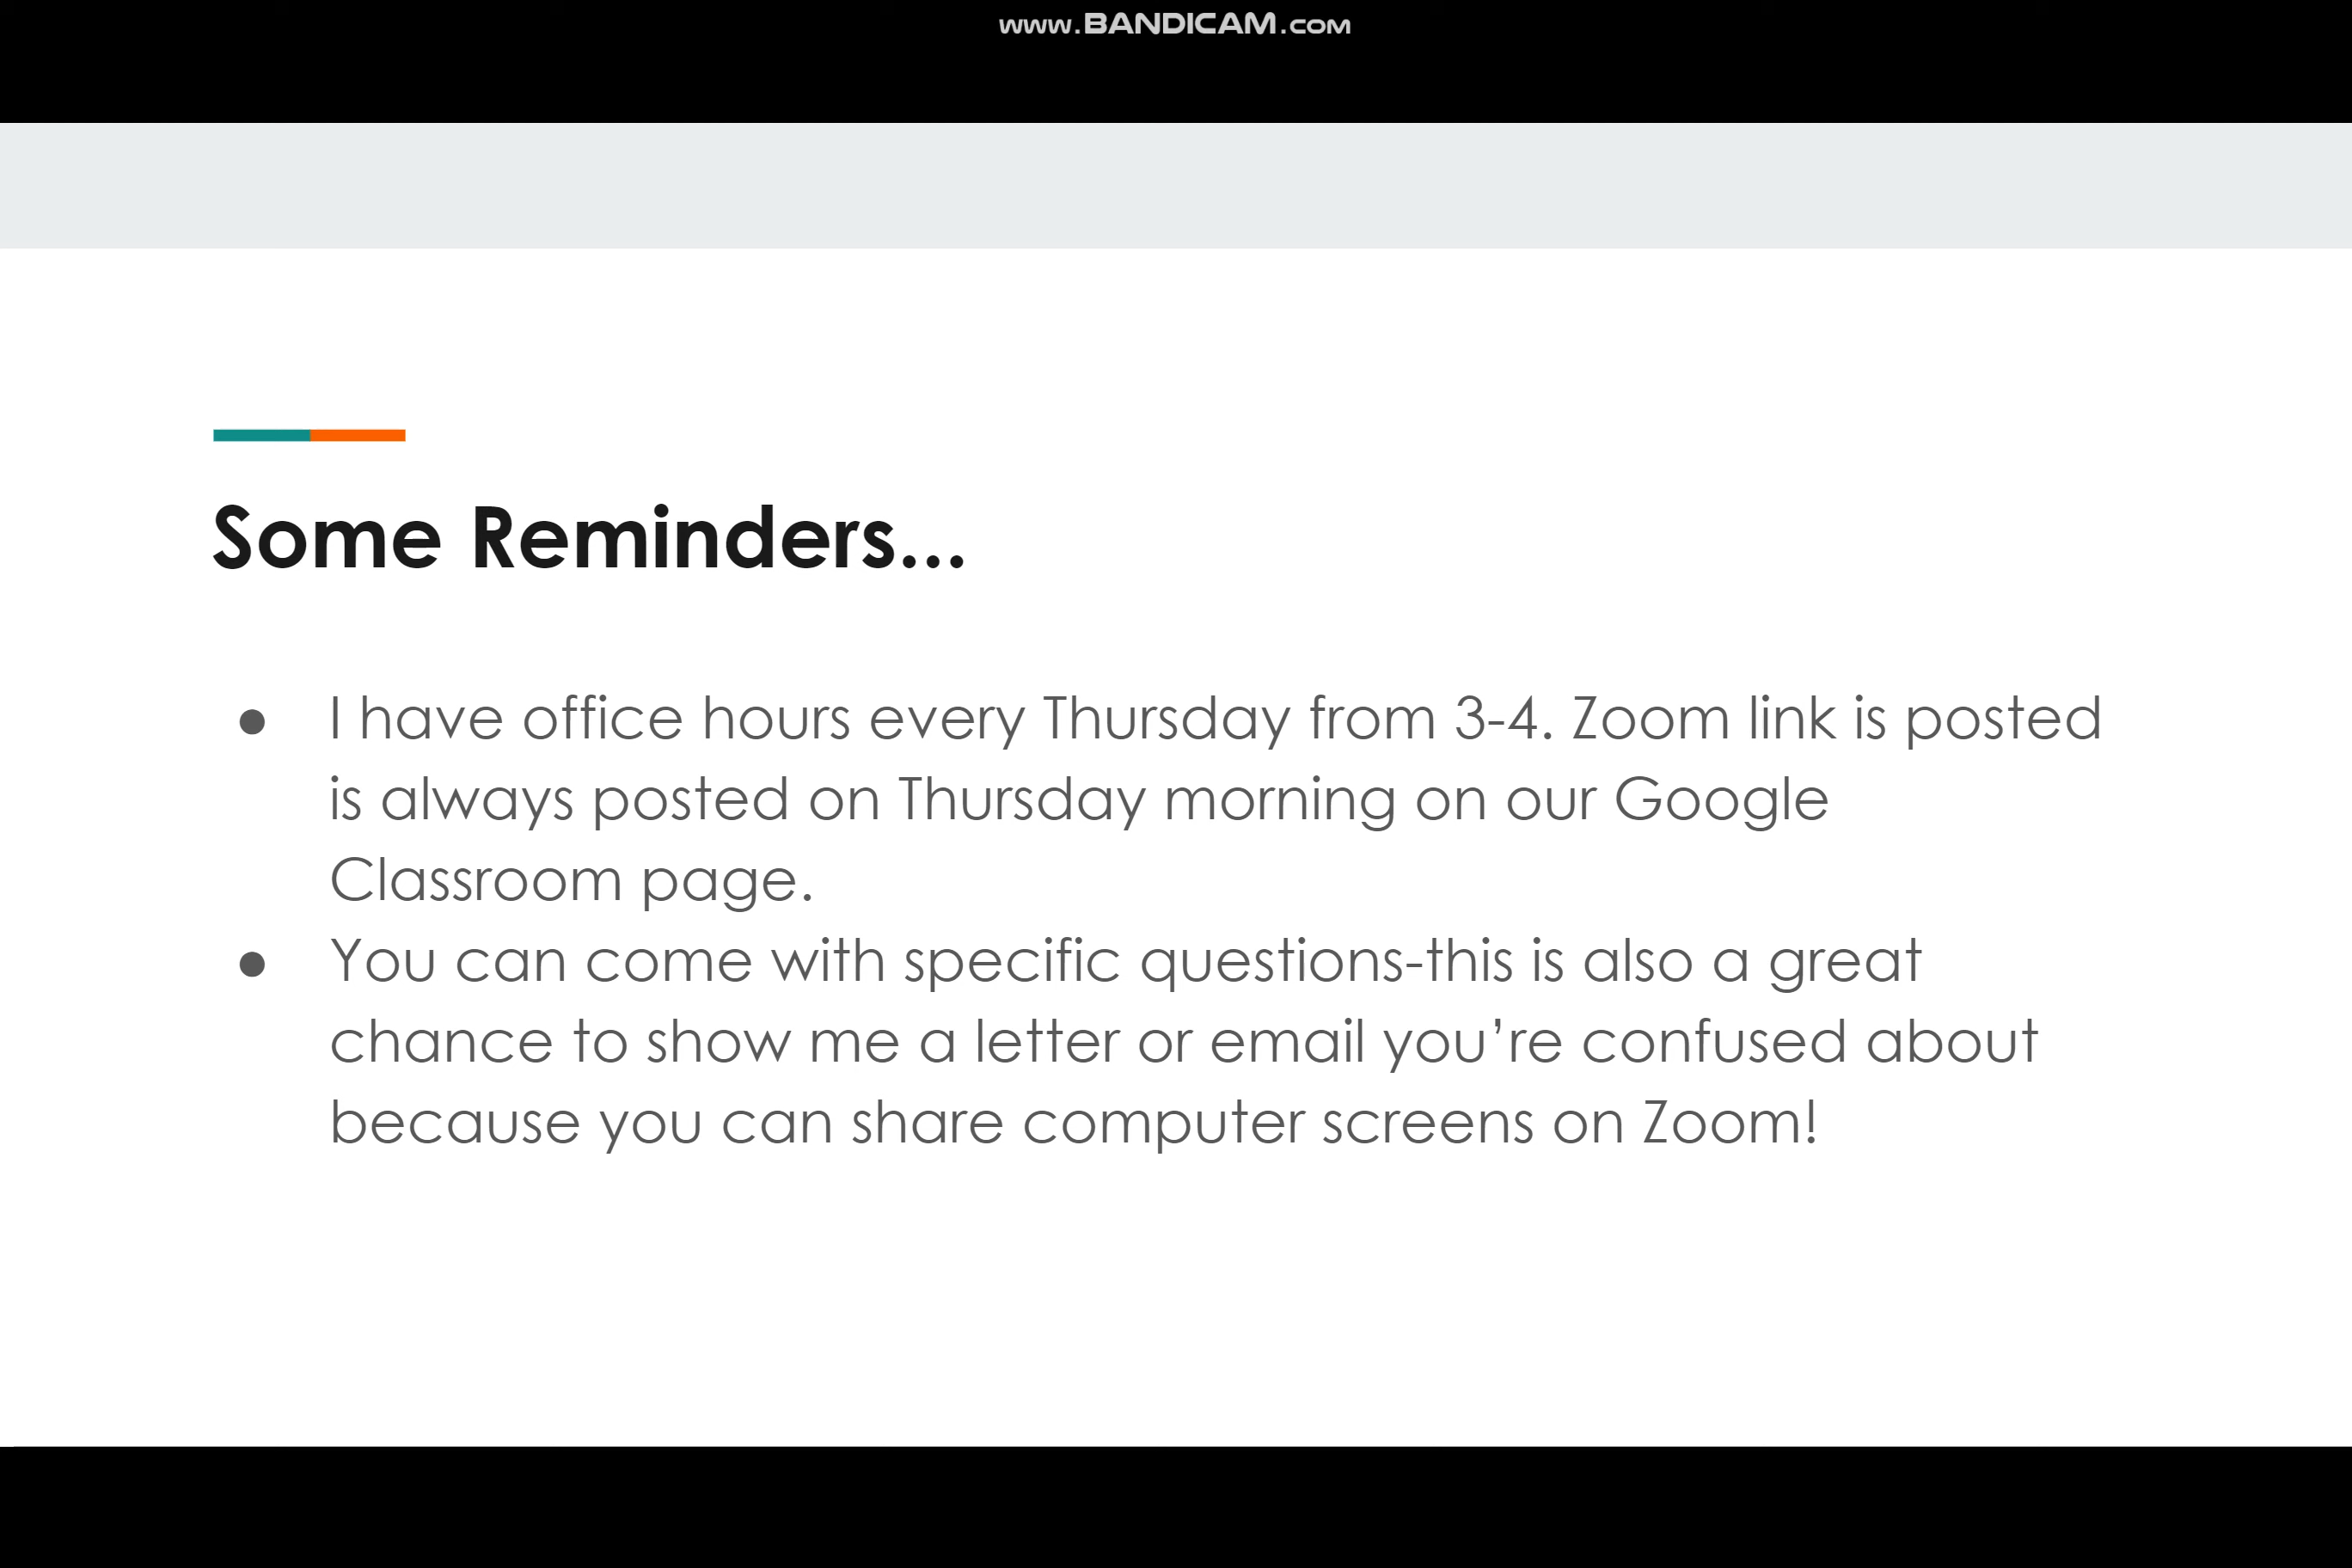 www.BANDICAM.com
Some Reminders...
● I have office hours every Thursday from 3-4. Zoom link is posted
is always posted on Thursday morning on our Google
Classroom page.
● You can come with specific questions-this is also a great
chance to show me a letter or email you’re confused about
because you can share computer screens on Zoom!